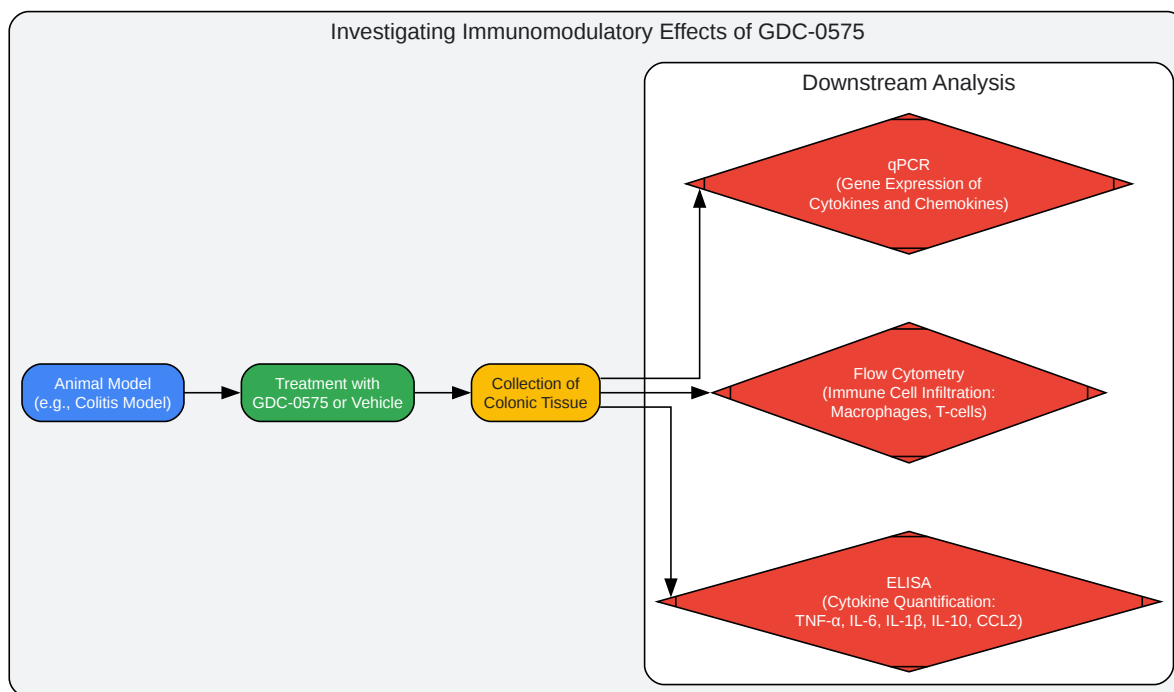 Investigating Immunomodulatory Effects of GDC-0575
Downstream Analysis
qPCR
(Gene Expression of
Cytokines and Chemokines)
Animal Model
(e.g., Colitis Model)
Treatment with
GDC-0575 or Vehicle
Collection of
Colonic Tissue
Flow Cytometry
(Immune Cell Infiltration:
Macrophages, T-cells)
ELISA
(Cytokine Quantification:
TNF-α, IL-6, IL-1β, IL-10, CCL2)